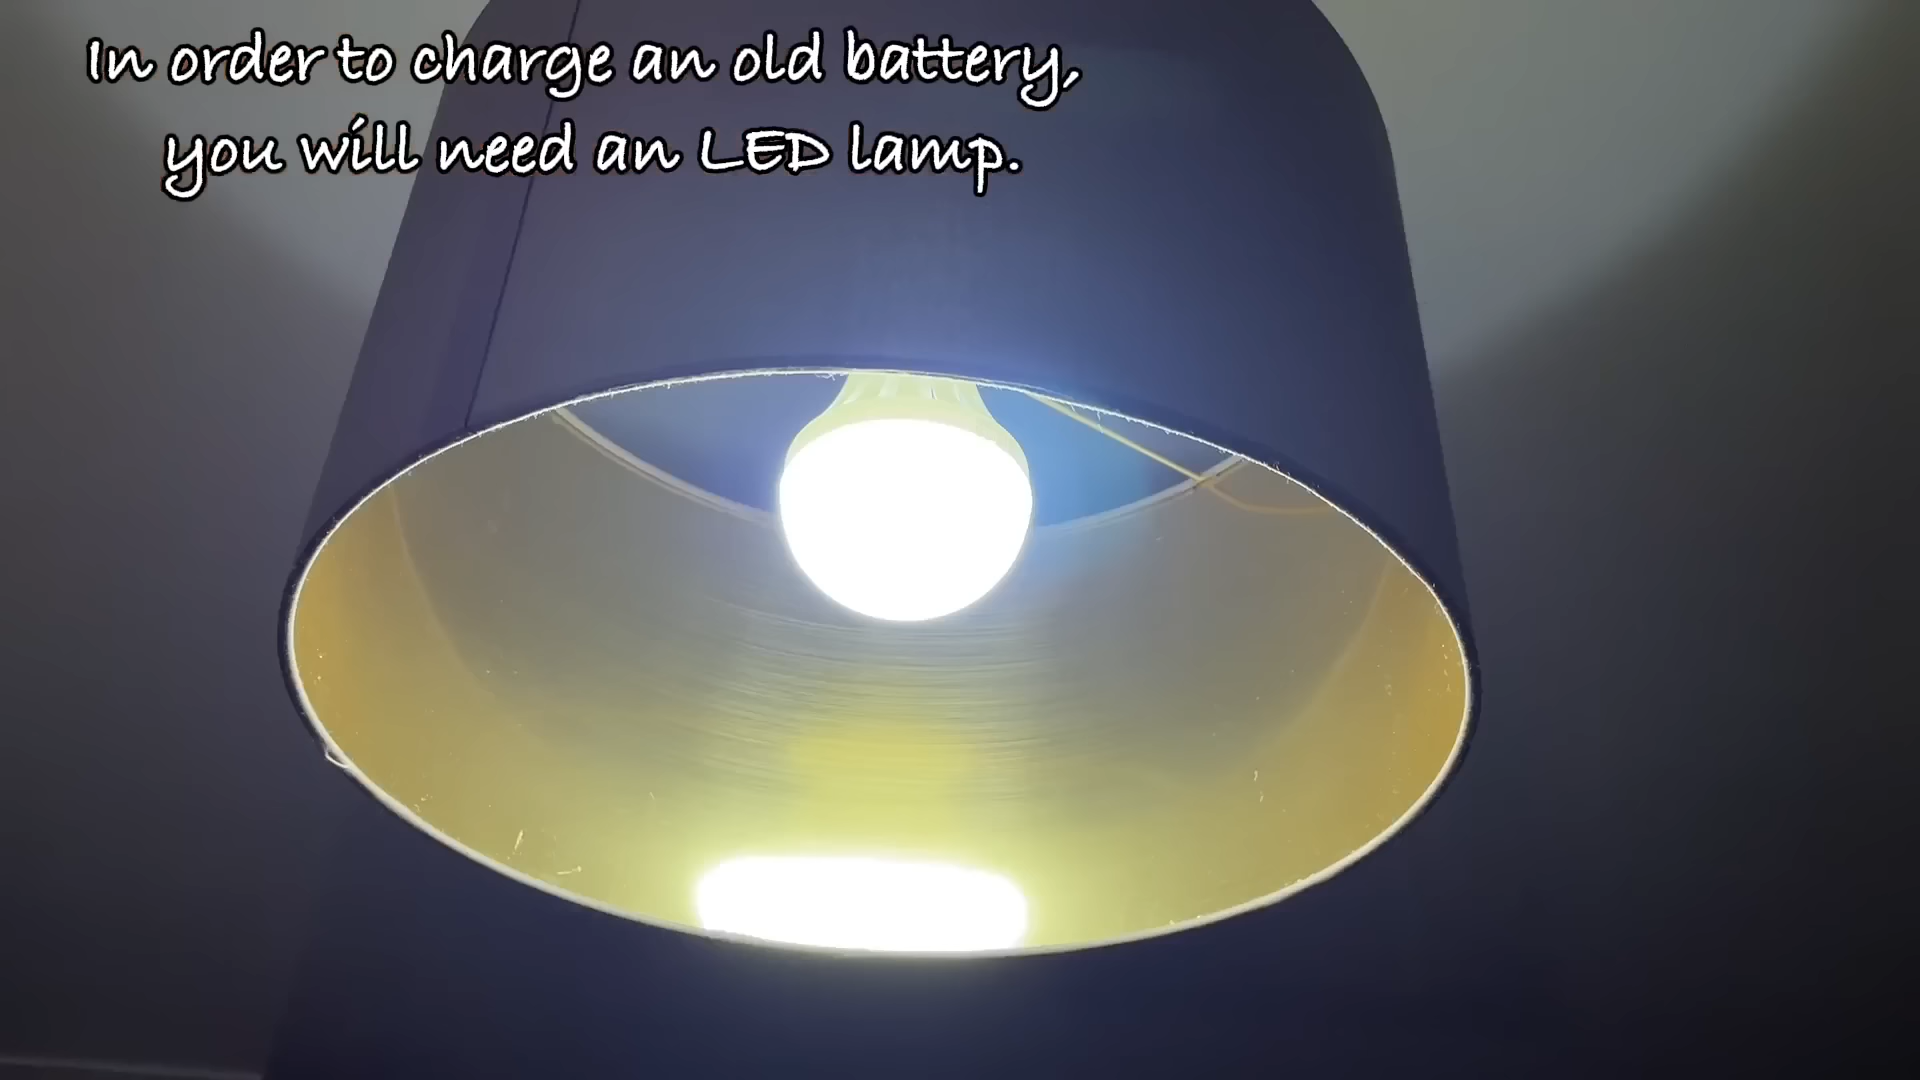 In order to charge an old battery,
you will need an LED lamp.